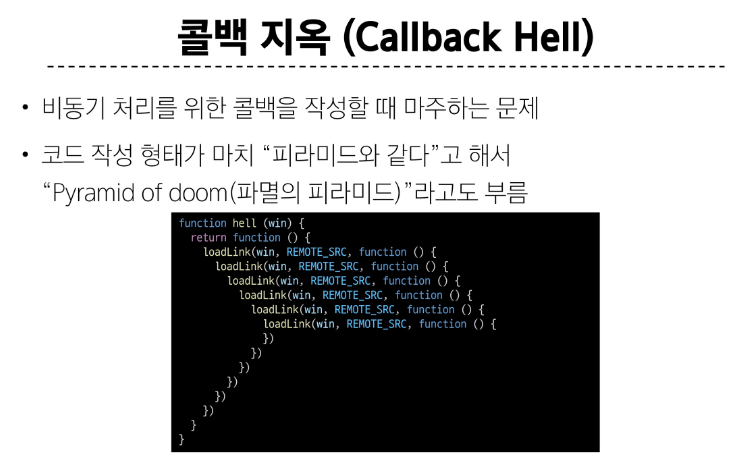 콜백 지옥 (Callback Hell)
• 비동기 처리를 위한 콜백을 작성할 때 마주하는 문제
• 코드 작성 형태가 마치 “피라미드와 같다”고 해서
“Pyramid of doom(파멸의 피라미드)”라고도 부름
function hell (win) {
  return function () {
    loadLink(win, REMOTE_SRC, function () {
      loadLink(win, REMOTE_SRC, function () {
        loadLink(win, REMOTE_SRC, function () {
          loadLink(win, REMOTE_SRC, function () {
            loadLink(win, REMOTE_SRC, function () {
              loadLink(win, REMOTE_SRC, function () {
              })
            })
          })
        })
      })
    })
  }
}